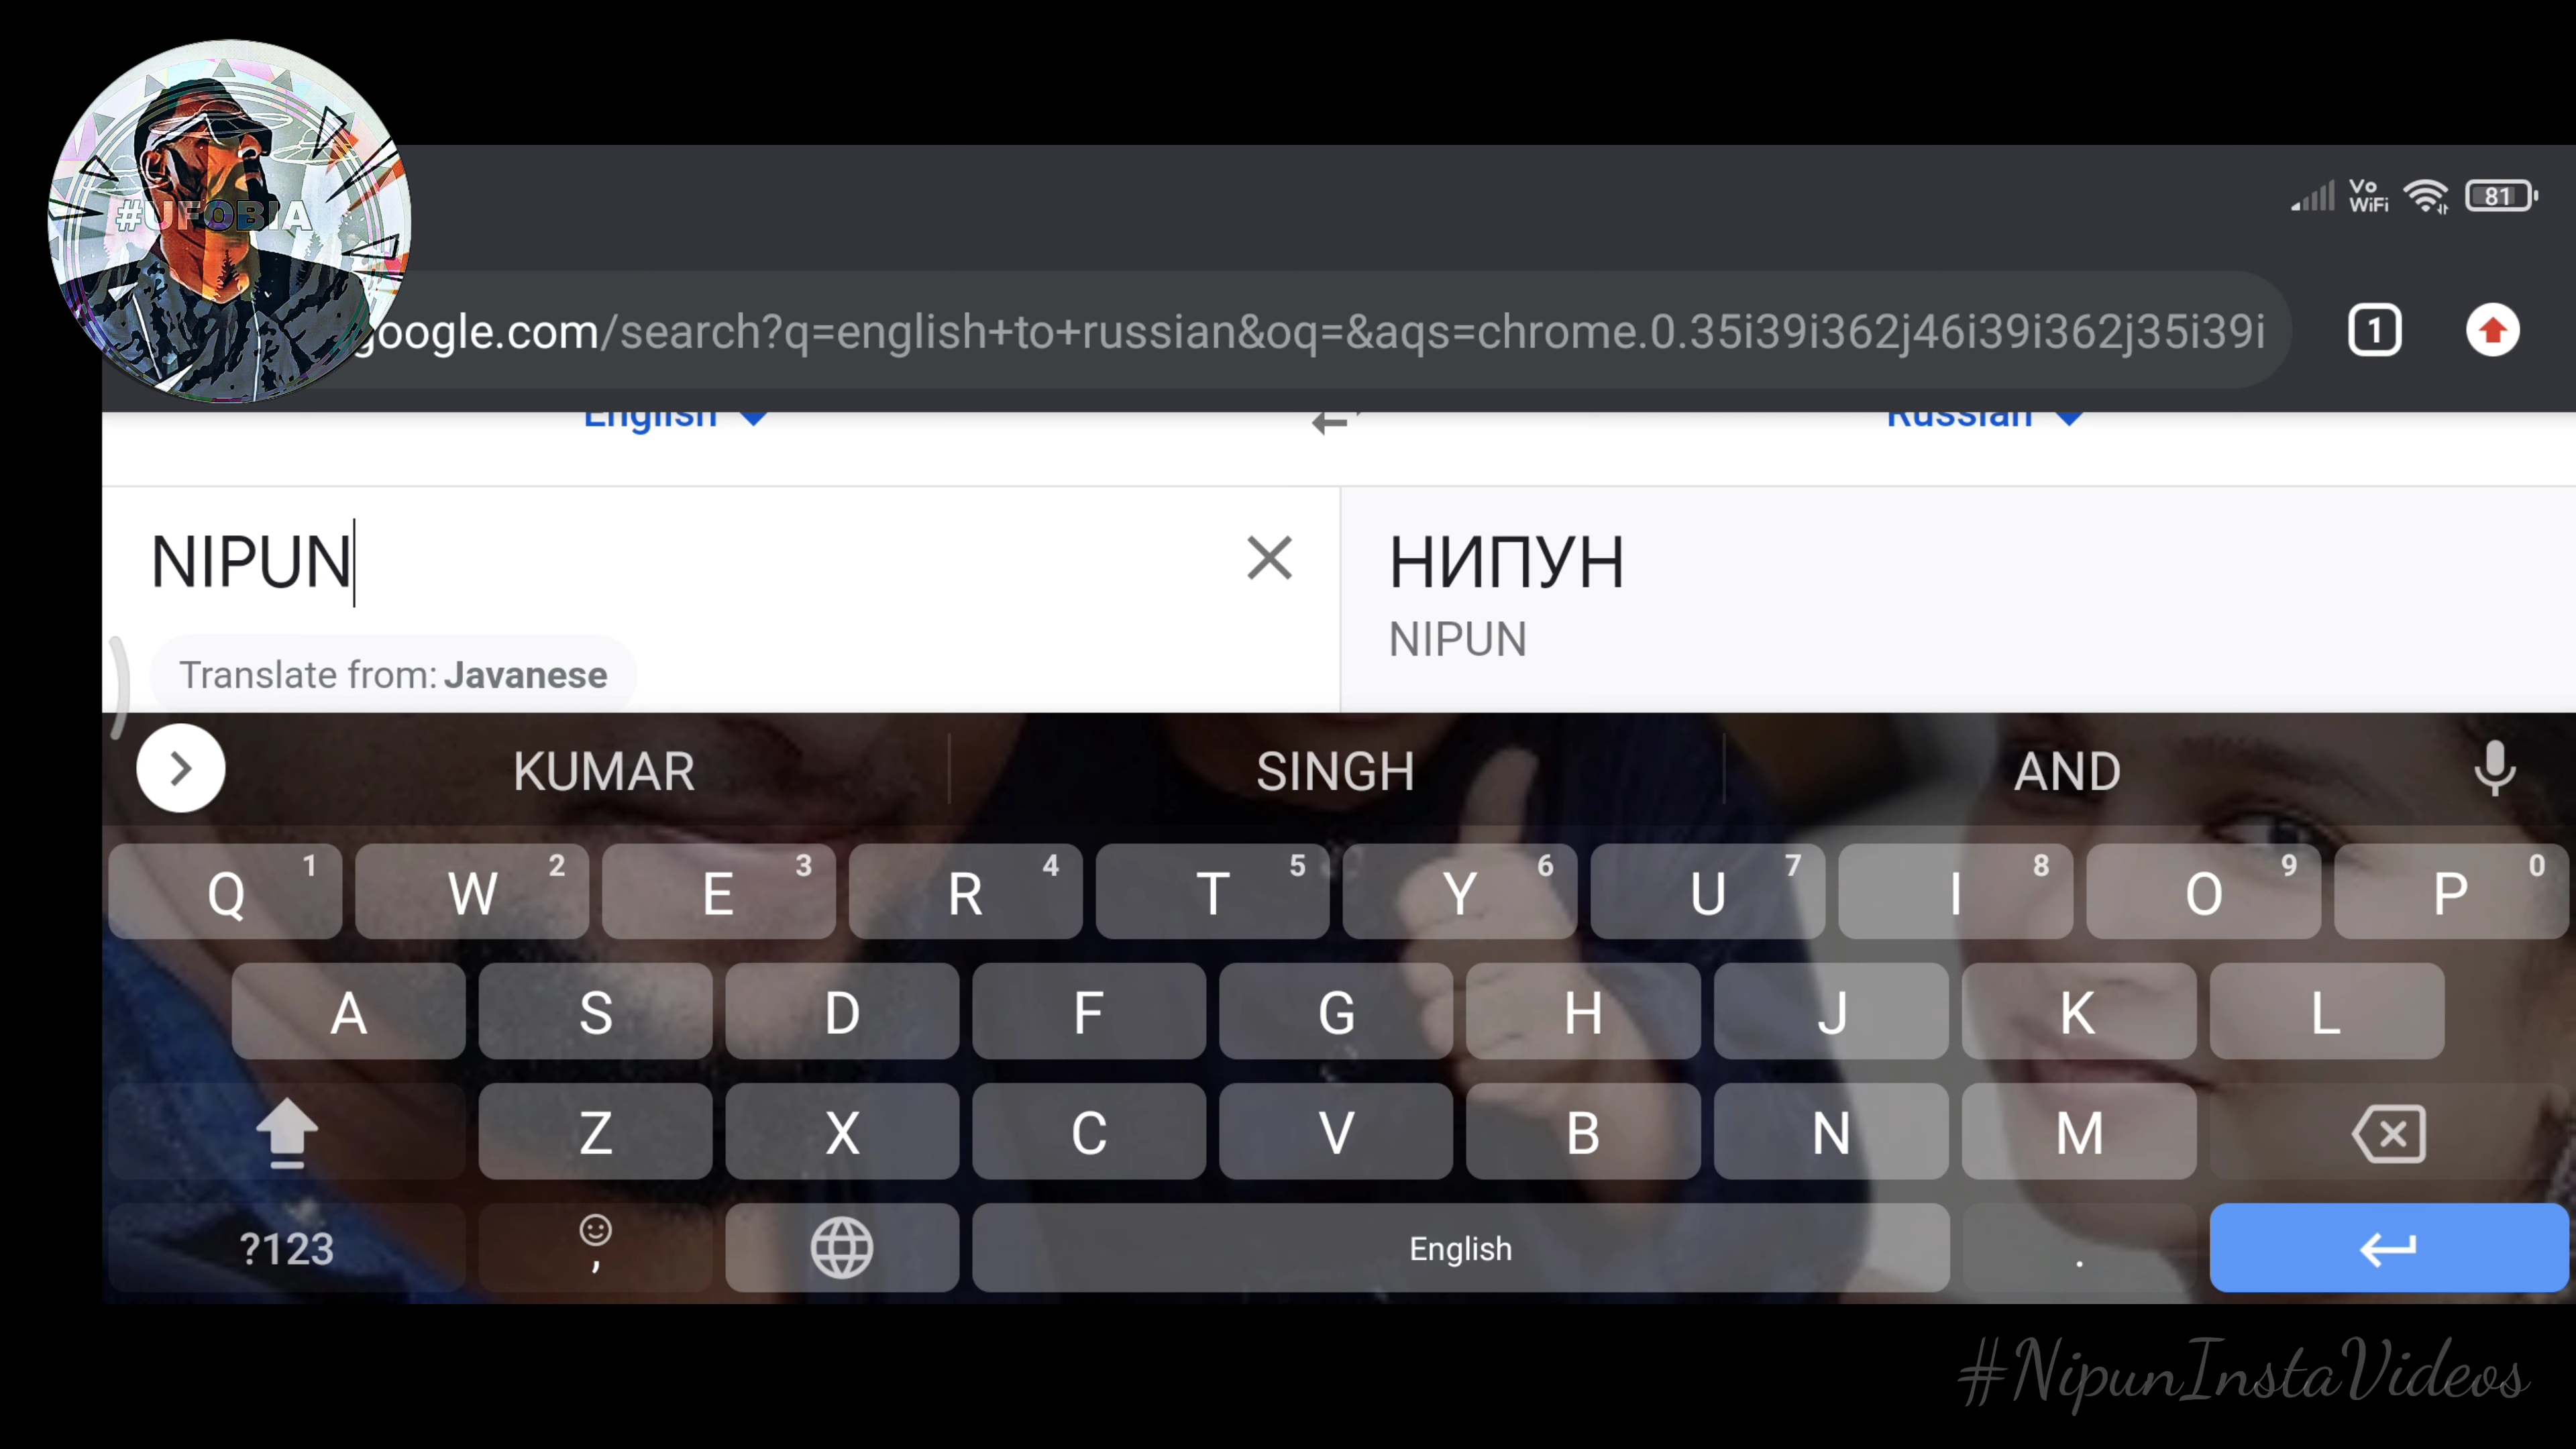 #UFOBIA
Vo
WiFi
81
google.com/search?q=english+to+russian&oq=&aqs=chrome.0.35i39i362j46i39i362j35i39i
1
English
Russian
NIPUN
НИПУН
NIPUN
Translate from: Javanese
KUMAR SINGH AND
Q 1 W 2 E 3 R 4 T 5 Y 6 U 7 I 8 O 9 P 0
A S D F G H J K L
Z X C V B N M
?123 , English .
#NipunInstaVideos